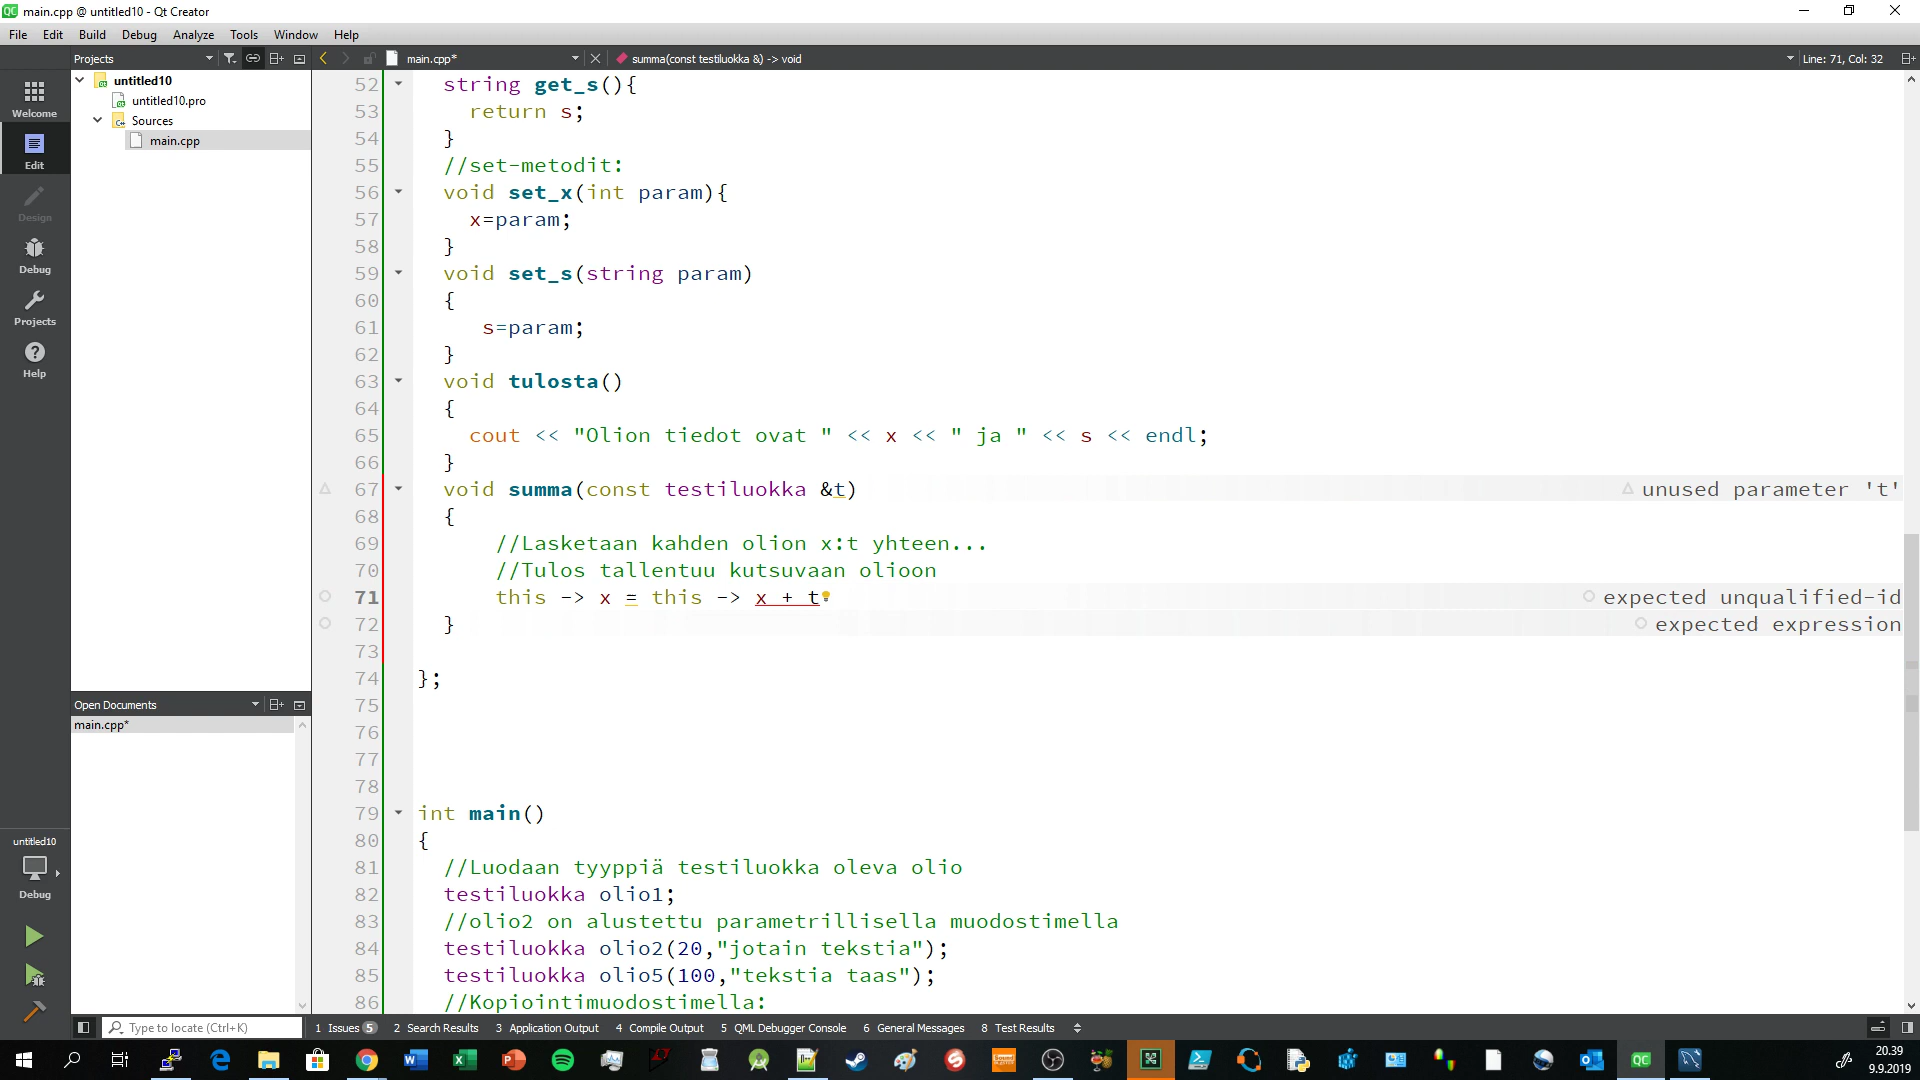 main.cpp @ untitled10 - Qt Creator
File Edit Build Debug Analyze Tools Window Help
Projects main.cpp* summa(const testiluokka &) -> void Line: 71, Col: 32
untitled10
untitled10.pro
Sources
main.cpp
Welcome
Edit
Design
Debug
Projects
Help
52 string get_s(){
53 return s;
54 }
55 //set-metodit:
56 void set_x(int param){
57 x=param;
58 }
59 void set_s(string param)
60 {
61 s=param;
62 }
63 void tulosta()
64 {
65 cout << "Olion tiedot ovat " << x << " ja " << s << endl;
66 }
67 void summa(const testiluokka &t) unused parameter 't'
68 {
69 //Lasketaan kahden olion x:t yhteen...
70 //Tulos tallentuu kutsuvaan olioon
71 this -> x = this -> x + t expected unqualified-id
72 } expected expression
73
74 };
75
76
77
78
79 int main()
80 {
81 //Luodaan tyyppiä testiluokka oleva olio
82 testiluokka olio1;
83 //olio2 on alustettu parametrillisella muodostimella
84 testiluokka olio2(20,"jotain tekstia");
85 testiluokka olio5(100,"tekstia taas");
86 //Kopiointimuodostimella:
Open Documents
main.cpp*
untitled10
Debug
Type to locate (Ctrl+K) 1 Issues 5 2 Search Results 3 Application Output 4 Compile Output 5 QML Debugger Console 6 General Messages 8 Test Results
20.39
9.9.2019